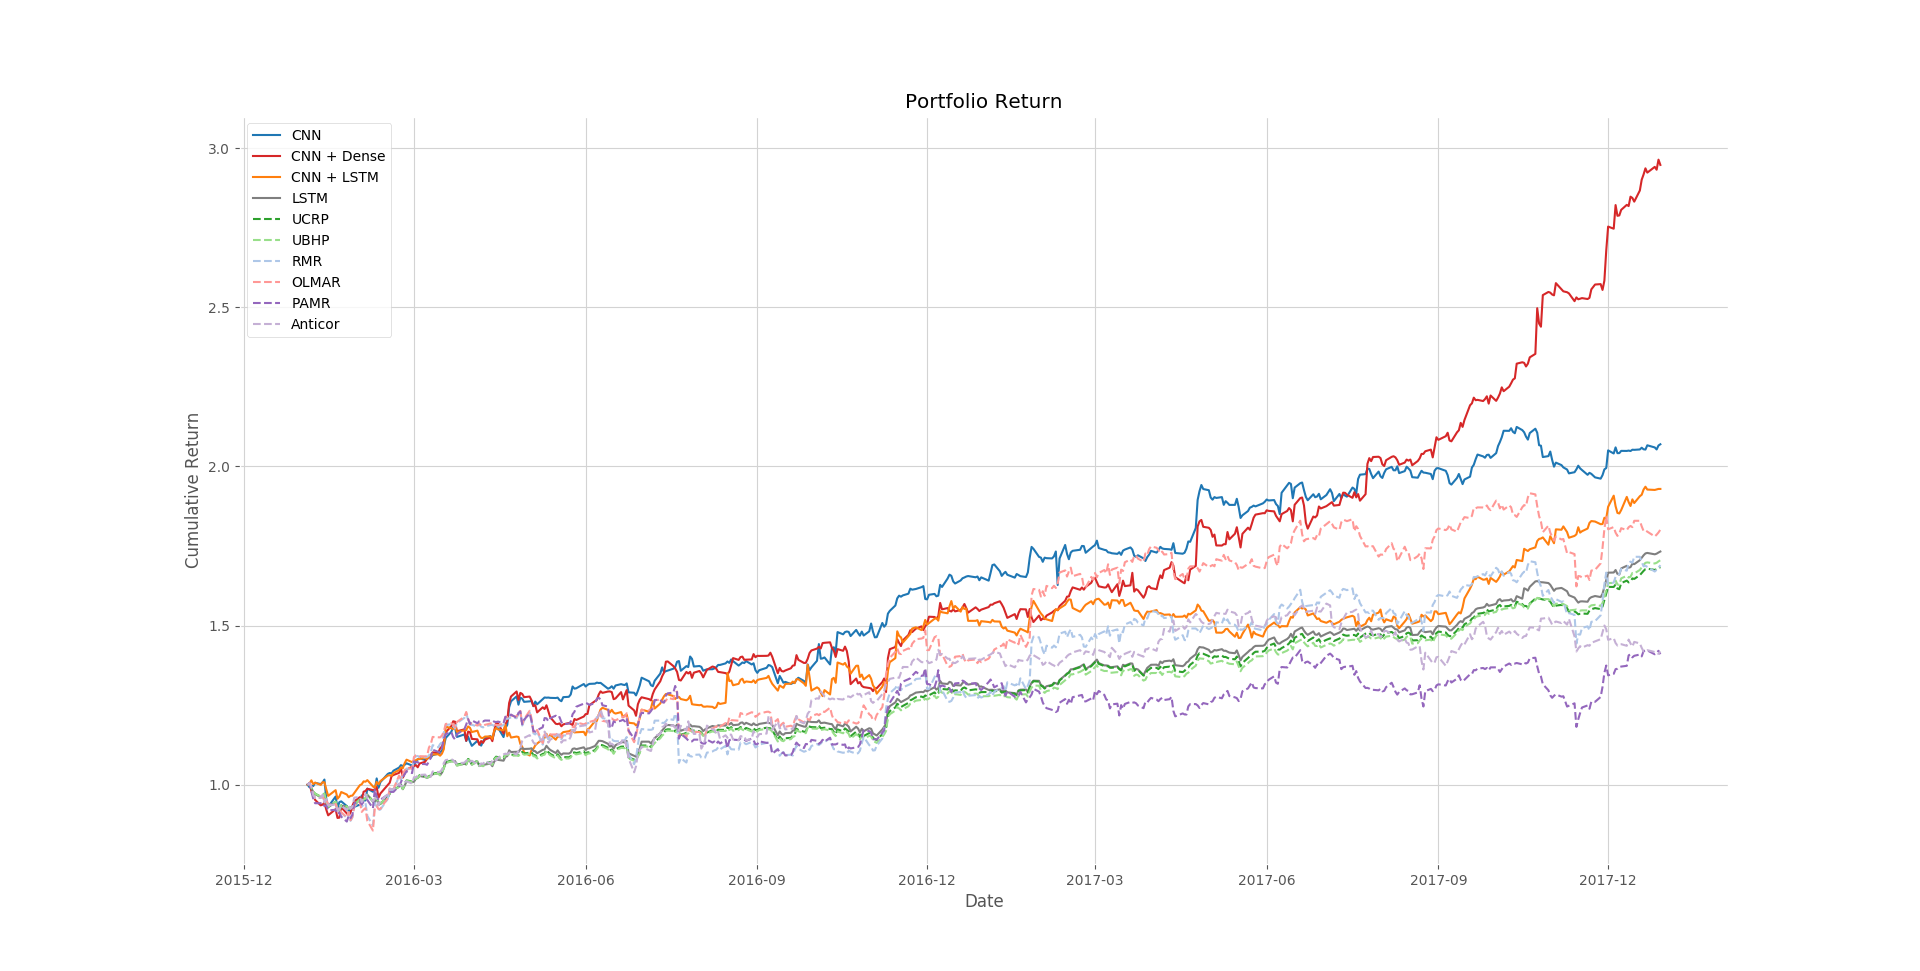 Portfolio Return
CNN
CNN + Dense
CNN + LSTM
LSTM
UCRP
UBHP
RMR
OLMAR
PAMR
Anticor
3.0
2.5
2.0
1.5
1.0
Cumulative Return
2015-12 2016-03 2016-06 2016-09 2016-12 2017-03 2017-06 2017-09 2017-12
Date